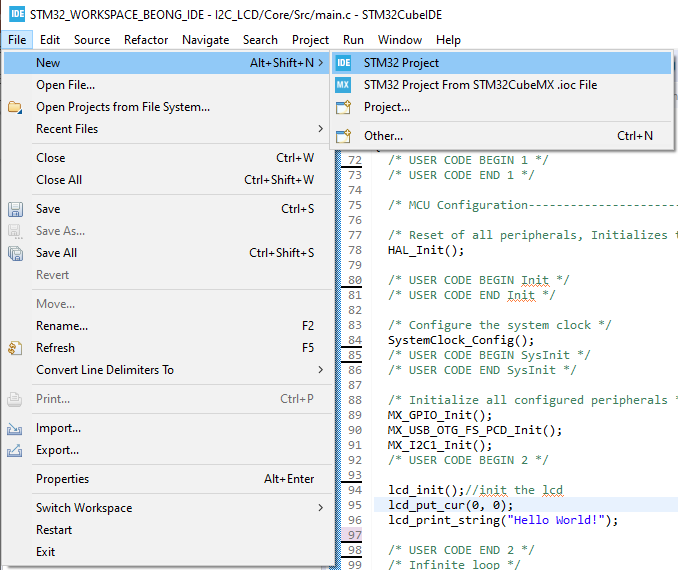 IDE STM32_WORKSPACE_BEONG_IDE - I2C_LCD/Core/Src/main.c - STM32CubeIDE
File Edit Source Refactor Navigate Search Project Run Window Help
New Alt+Shift+N >
IDE STM32 Project
MX STM32 Project From STM32CubeMX .ioc File
Project...
Other... Ctrl+N
Open File...
Open Projects from File System...
Recent Files >
Close Ctrl+W
Close All Ctrl+Shift+W
Save Ctrl+S
Save As...
Save All Ctrl+Shift+S
Revert
Move...
Rename... F2
Refresh F5
Convert Line Delimiters To >
Print... Ctrl+P
Import...
Export...
Properties Alt+Enter
Switch Workspace >
Restart
Exit
72 /* USER CODE BEGIN 1 */
73 /* USER CODE END 1 */
74
75 /* MCU Configuration-----------------------
76
77 /* Reset of all peripherals, Initializes
78 HAL_Init();
79
80 /* USER CODE BEGIN Init */
81 /* USER CODE END Init */
82
83 /* Configure the system clock */
84 SystemClock_Config();
85 /* USER CODE BEGIN SysInit */
86 /* USER CODE END SysInit */
87
88 /* Initialize all configured peripherals *
89 MX_GPIO_Init();
90 MX_USB_OTG_FS_PCD_Init();
91 MX_I2C1_Init();
92 /* USER CODE BEGIN 2 */
93
94 lcd_init();//init the lcd
95 lcd_put_cur(0, 0);
96 lcd_print_string("Hello World!");
97
98 /* USER CODE END 2 */
99 /* Infinite loop */